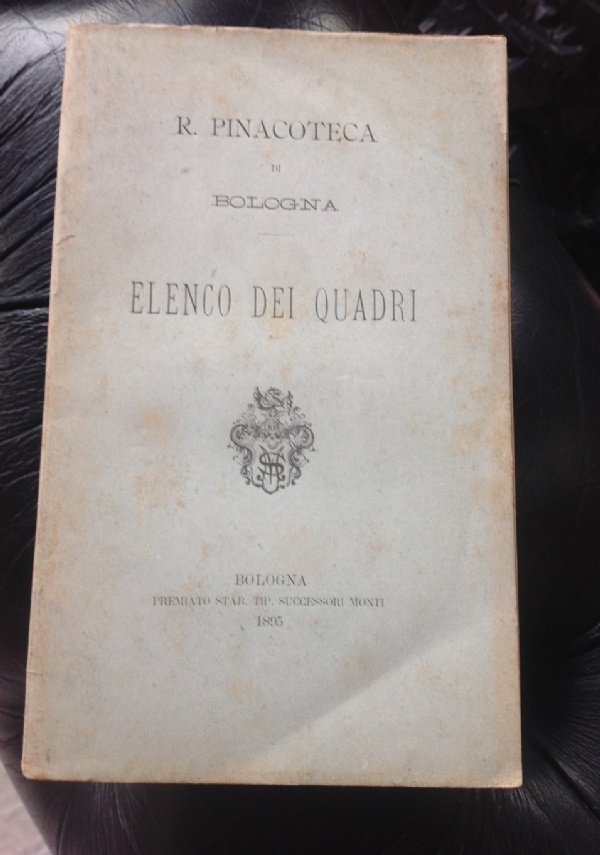 R. PINACOTECA
DI
BOLOGNA
ELENCO DEI QUADRI
BOLOGNA
PREMIATO STAB. TIP. SUCCESSORI MONTI
1895